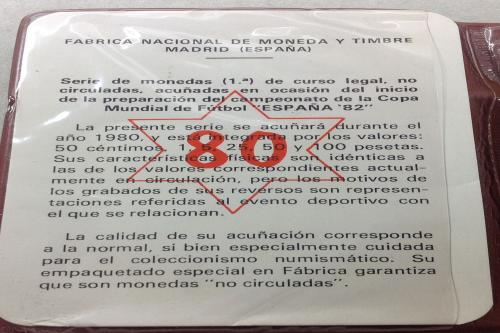 FABRICA NACIONAL DE MONEDA Y TIMBRE
MADRID (ESPAÑA)
Serie de monedas (1.ª) de curso legal, no
circuladas, acuñadas en ocasión del inicio
de la preparación del campeonato de la Copa
Mundial de Fútbol "ESPAÑA '82"
La presente serie se acuñará durante el
año 1980 y está integrada por los valores:
50 céntimos, 1, 5, 25, 50 y 100 pesetas.
Sus características físicas son idénticas a
las de los valores correspondientes actual-
mente en circulación, pero los motivos de
los grabados de sus reversos son represen-
taciones referidas al evento deportivo con
el que se relacionan.
80
La calidad de su acuñación corresponde
a la normal, si bien especialmente cuidada
para el coleccionismo numismático. Su
empaquetado especial en Fábrica garantiza
que son monedas "no circuladas".